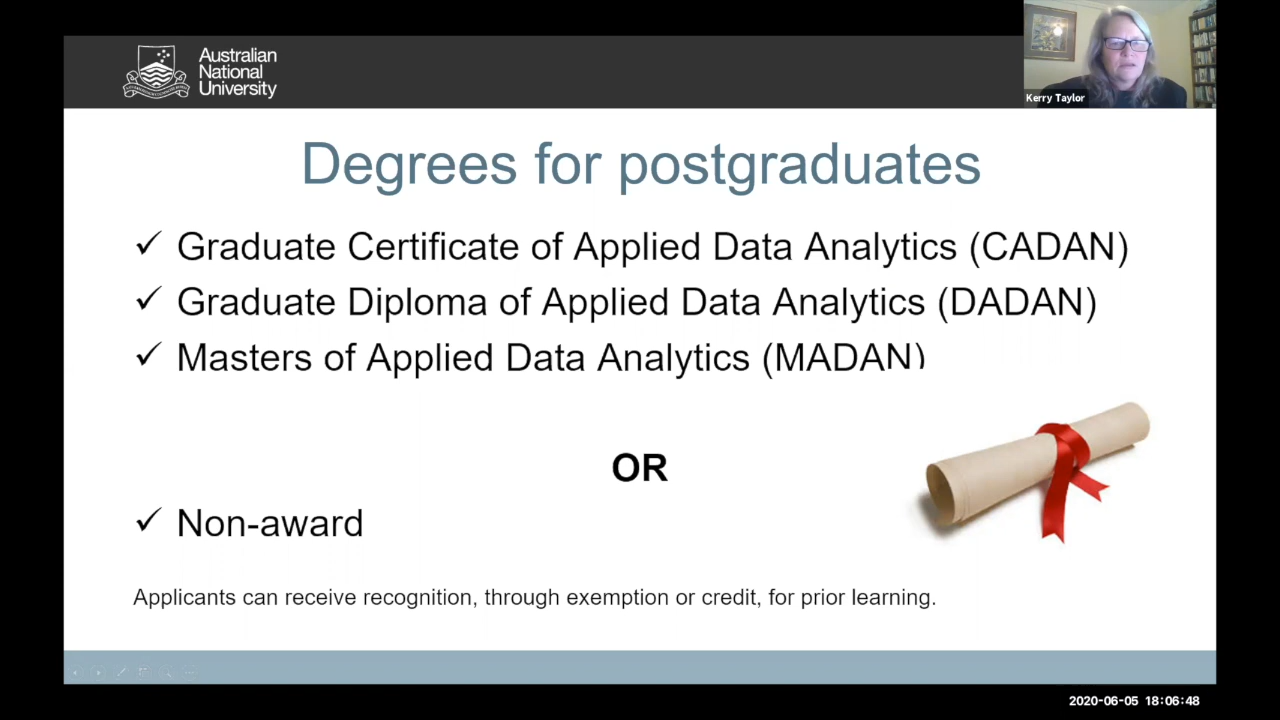 Australian
National
University
Kerry Taylor
Degrees for postgraduates
✓ Graduate Certificate of Applied Data Analytics (CADAN)
✓ Graduate Diploma of Applied Data Analytics (DADAN)
✓ Masters of Applied Data Analytics (MADAN)
OR
✓ Non-award
Applicants can receive recognition, through exemption or credit, for prior learning.
2020-06-05 18:06:48